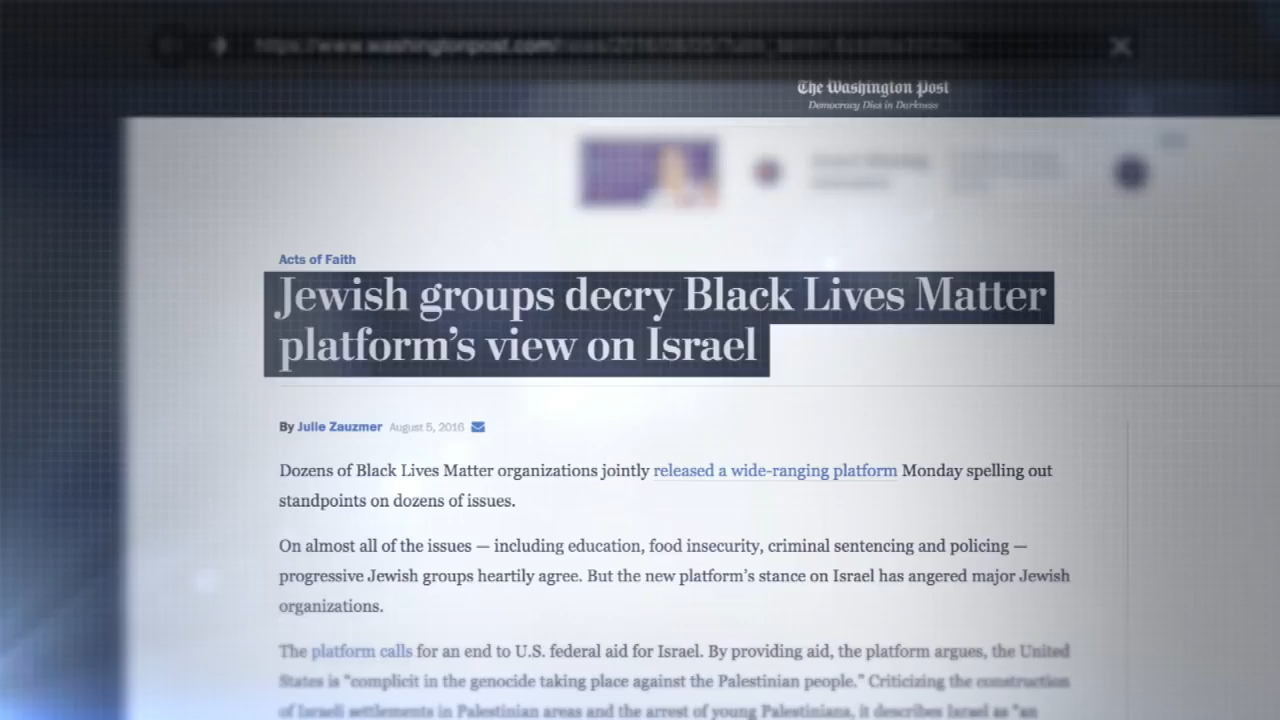 The Washington Post
Democracy Dies in Darkness
Acts of Faith
Jewish groups decry Black Lives Matter
platform’s view on Israel
By Julie Zauzmer August 5, 2016
Dozens of Black Lives Matter organizations jointly released a wide-ranging platform Monday spelling out
standpoints on dozens of issues.
On almost all of the issues — including education, food insecurity, criminal sentencing and policing —
progressive Jewish groups heartily agree. But the new platform’s stance on Israel has angered major Jewish
organizations.
The platform calls for an end to U.S. federal aid for Israel. By providing aid, the platform argues, the United
States is “complicit in the genocide taking place against the Palestinian people.” Criticizing the construction
of Israeli settlements in Palestinian areas and the arrest of young Palestinians, it describes Israel as “an